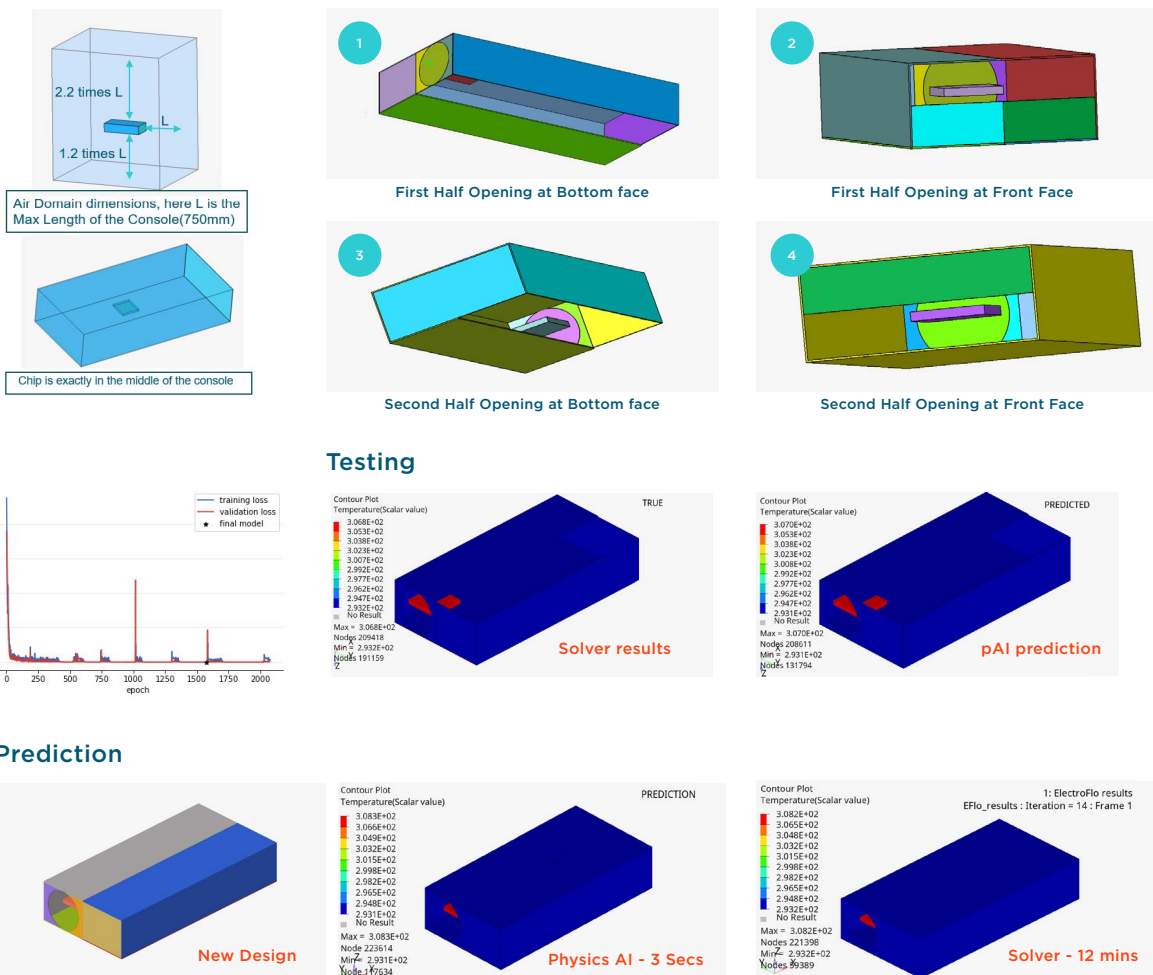 2.2 times L
L
1.2 times L
Air Domain dimensions, here L is the
Max Length of the Console(750mm)
Chip is exactly in the middle of the console
1
First Half Opening at Bottom face
2
First Half Opening at Front Face
3
Second Half Opening at Bottom face
4
Second Half Opening at Front Face
Testing
training loss
validation loss
final model
0 250 500 750 1000 1250 1500 1750 2000
epoch
Contour Plot
Temperature(Scalar value)
3.068E+02
3.053E+02
3.038E+02
3.023E+02
3.007E+02
2.992E+02
2.977E+02
2.962E+02
2.947E+02
2.932E+02
No Result
Max = 3.068E+02
Nodes 209418
Min = 2.932E+02
Nodes 191159
Z
TRUE
Solver results
Contour Plot
Temperature(Scalar value)
3.070E+02
3.053E+02
3.038E+02
3.023E+02
3.008E+02
2.992E+02
2.977E+02
2.962E+02
2.947E+02
2.931E+02
No Result
Max = 3.070E+02
Nodes 208611
Min = 2.931E+02
Nodes 131794
Z
PREDICTED
pAI prediction
Prediction
New Design
Contour Plot
Temperature(Scalar value)
3.083E+02
3.066E+02
3.049E+02
3.032E+02
3.015E+02
2.998E+02
2.982E+02
2.965E+02
2.948E+02
2.931E+02
No Result
Max = 3.083E+02
Node 223614
Min = 2.931E+02
PREDICTION
Physics AI - 3 Secs
Contour Plot
Temperature(Scalar value)
3.082E+02
3.065E+02
3.048E+02
3.032E+02
3.015E+02
2.998E+02
2.982E+02
2.965E+02
2.948E+02
2.932E+02
No Result
Max = 3.082E+02
Nodes 221398
Min = 2.932E+02
1: ElectroFlo results
EFlo_results : Iteration = 14 : Frame 1
Solver - 12 mins